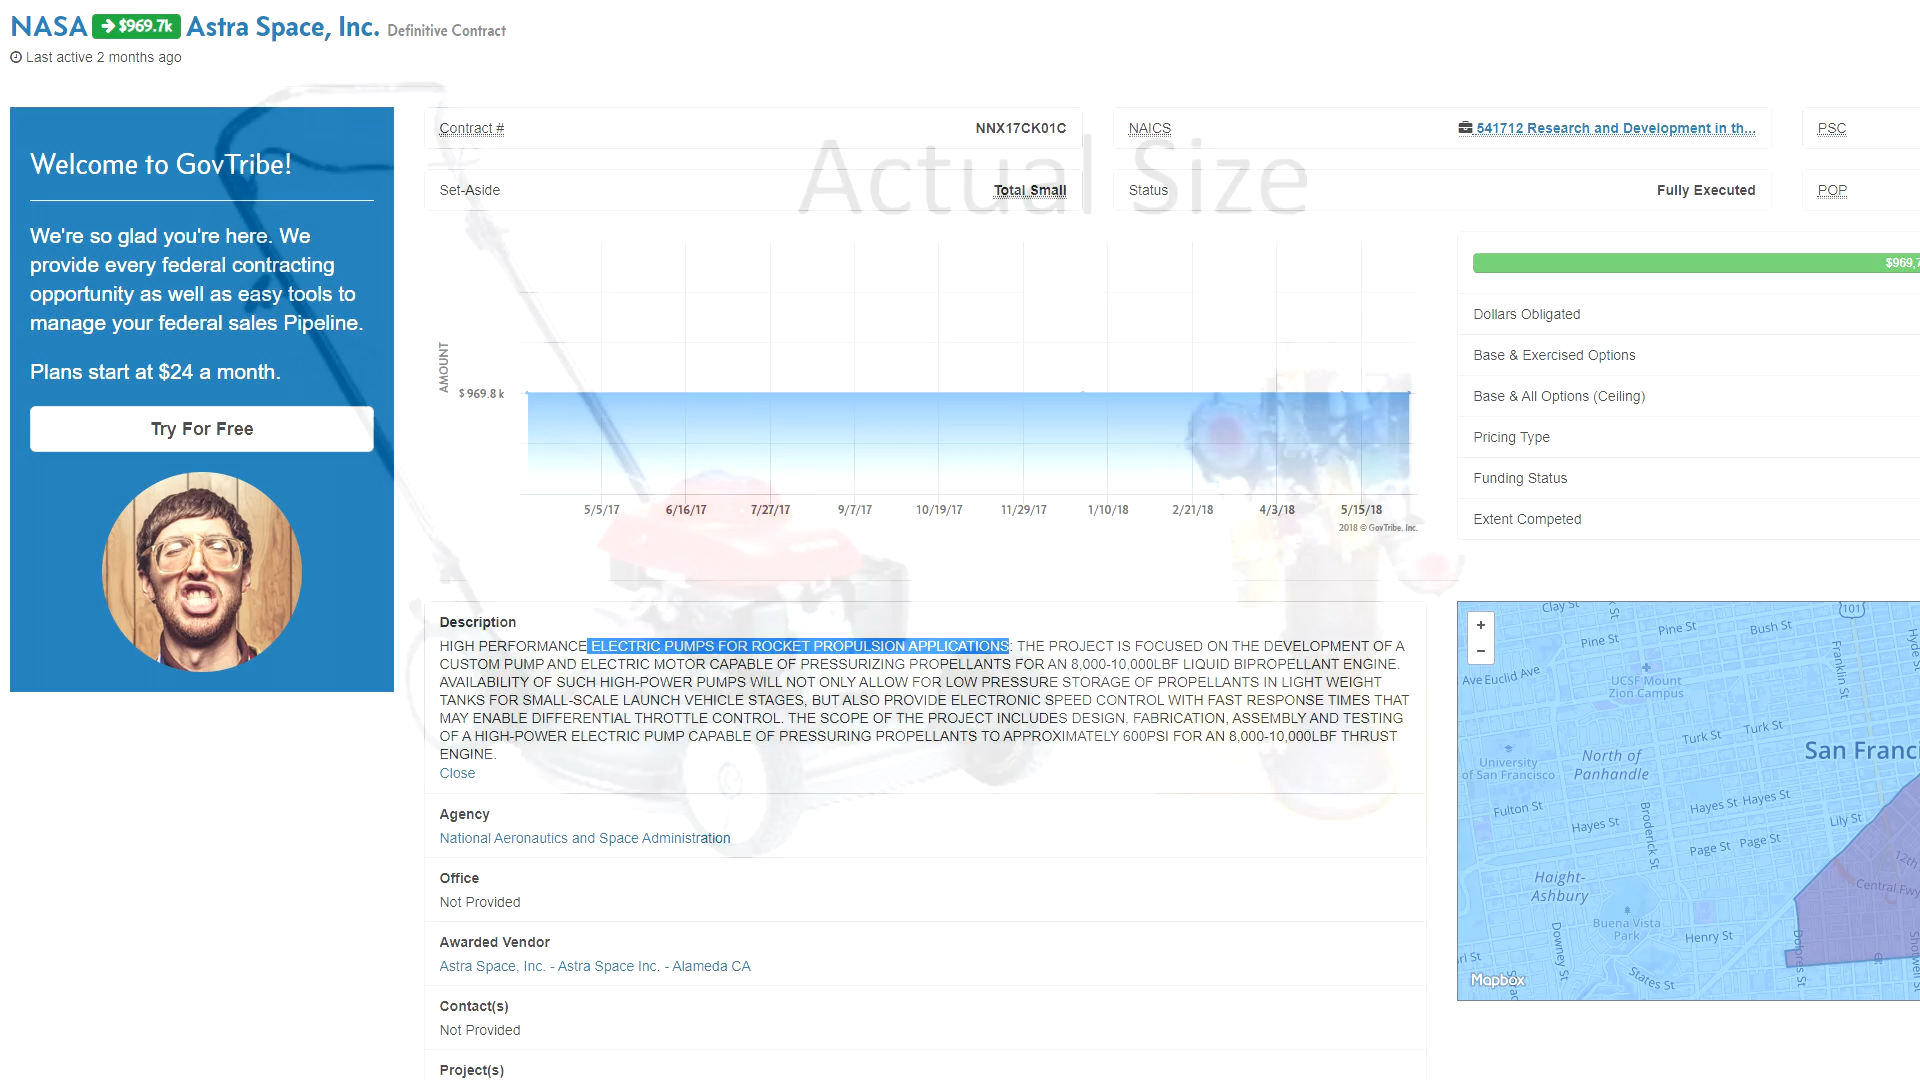 NASA $969.7k Astra Space, Inc. Definitive Contract
Last active 2 months ago
Welcome to GovTribe!
We're so glad you're here. We
provide every federal contracting
opportunity as well as easy tools to
manage your federal sales Pipeline.
Plans start at $24 a month.
Try For Free
Contract # NNX17CK01C
NAICS 541712 Research and Development in th...
PSC
Actual Size
Set-Aside Total Small
Status Fully Executed
POP
AMOUNT
$ 969.8 k
5/5/17 6/16/17 7/27/17 9/7/17 10/19/17 11/29/17 1/10/18 2/21/18 4/3/18 5/15/18
2018 © GovTribe, Inc.
$969,7
Dollars Obligated
Base & Exercised Options
Base & All Options (Ceiling)
Pricing Type
Funding Status
Extent Competed
Description
HIGH PERFORMANCE ELECTRIC PUMPS FOR ROCKET PROPULSION APPLICATIONS: THE PROJECT IS FOCUSED ON THE DEVELOPMENT OF A
CUSTOM PUMP AND ELECTRIC MOTOR CAPABLE OF PRESSURIZING PROPELLANTS FOR AN 8,000-10,000LBF LIQUID BIPROPELLANT ENGINE.
AVAILABILITY OF SUCH HIGH-POWER PUMPS WILL NOT ONLY ALLOW FOR LOW PRESSURE STORAGE OF PROPELLANTS IN LIGHT WEIGHT
TANKS FOR SMALL-SCALE LAUNCH VEHICLE STAGES, BUT ALSO PROVIDE ELECTRONIC SPEED CONTROL WITH FAST RESPONSE TIMES THAT
MAY ENABLE DIFFERENTIAL THROTTLE CONTROL. THE SCOPE OF THE PROJECT INCLUDES DESIGN, FABRICATION, ASSEMBLY AND TESTING
OF A HIGH-POWER ELECTRIC PUMP CAPABLE OF PRESSURING PROPELLANTS TO APPROXIMATELY 600PSI FOR AN 8,000-10,000LBF THRUST
ENGINE.
Close
Agency
National Aeronautics and Space Administration
Office
Not Provided
Awarded Vendor
Astra Space, Inc. - Astra Space Inc. - Alameda CA
Contact(s)
Not Provided
Project(s)
+
−
Clay St
101
Pine St
Pine St
Bush St
Franklin St
Hyde St
Ave Euclid Ave
UCSF Mount
Zion Campus
Turk St
Turk St
San Franci
North of
Panhandle
University
of San Francisco
Fulton St
Hayes St
Hayes St
Hayes St
Broderick St
Lily St
Page St
Page St
12th
Haight-
Ashbury
Central Fwy
Buena Vista
Park
Henry St
Downey St
Dolores St
States St
Mapbox